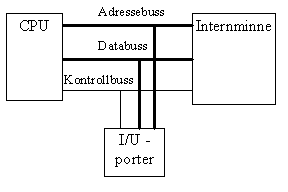 Adressebuss
CPU
Internminne
Databuss
Kontrollbuss
I/U -
porter